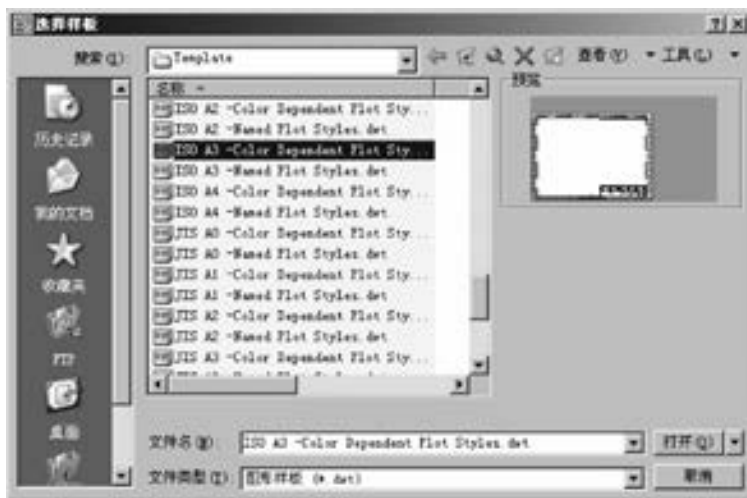 选择样板
搜索(I):
Template
查看(V)
工具(L)
历史记录
我的文档
收藏夹
FTP
桌面
名称
ISO A2 -Color Dependent Plot Sty...
ISO A2 -Named Plot Styles.dwt
ISO A3 -Color Dependent Plot Sty...
ISO A3 -Named Plot Styles.dwt
ISO A4 -Color Dependent Plot Sty...
ISO A4 -Named Plot Styles.dwt
JIS A0 -Color Dependent Plot Sty...
JIS A0 -Named Plot Styles.dwt
JIS A1 -Color Dependent Plot Sty...
JIS A1 -Named Plot Styles.dwt
JIS A2 -Color Dependent Plot Sty...
JIS A2 -Named Plot Styles.dwt
JIS A3 -Color Dependent Plot Sty...
预览
文件名(N):
ISO A3 -Color Dependent Plot Styles.dwt
打开(O)
文件类型(T):
图形样板 (*.dwt)
取消